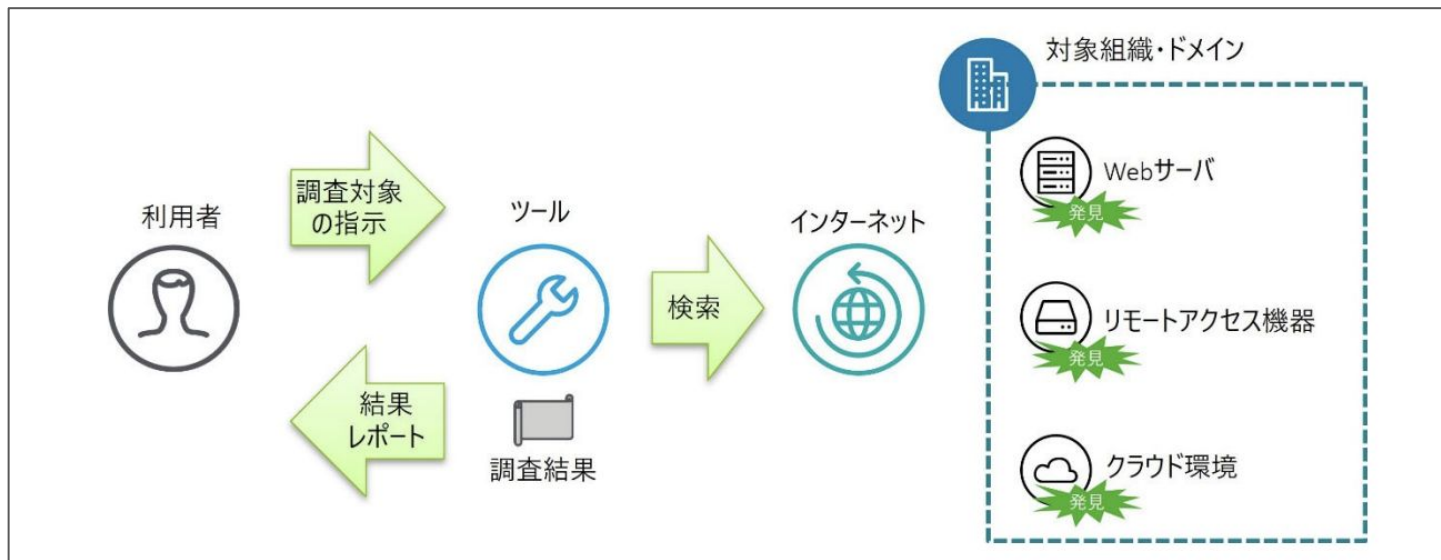 対象組織・ドメイン
利用者
調査対象
の指示
ツール
検索
インターネット
Webサーバ
発見
リモートアクセス機器
発見
クラウド環境
発見
結果
レポート
調査結果